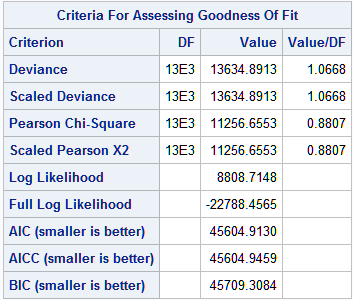 Criteria For Assessing Goodness Of Fit
Criterion DF Value Value/DF
Deviance 13E3 13634.8913 1.0668
Scaled Deviance 13E3 13634.8913 1.0668
Pearson Chi-Square 13E3 11256.6553 0.8807
Scaled Pearson X2 13E3 11256.6553 0.8807
Log Likelihood 8808.7148
Full Log Likelihood -22788.4565
AIC (smaller is better) 45604.9130
AICC (smaller is better) 45604.9459
BIC (smaller is better) 45709.3084